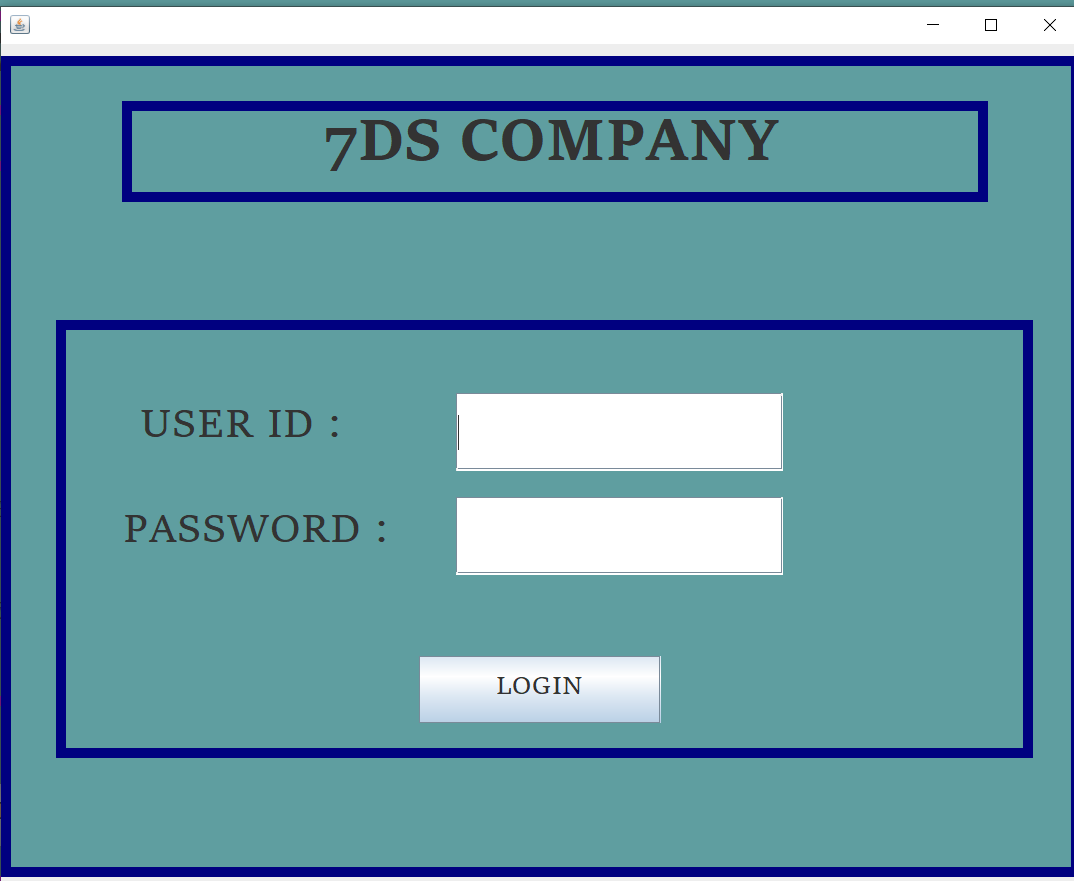 7DS COMPANY
USER ID :
PASSWORD :
LOGIN